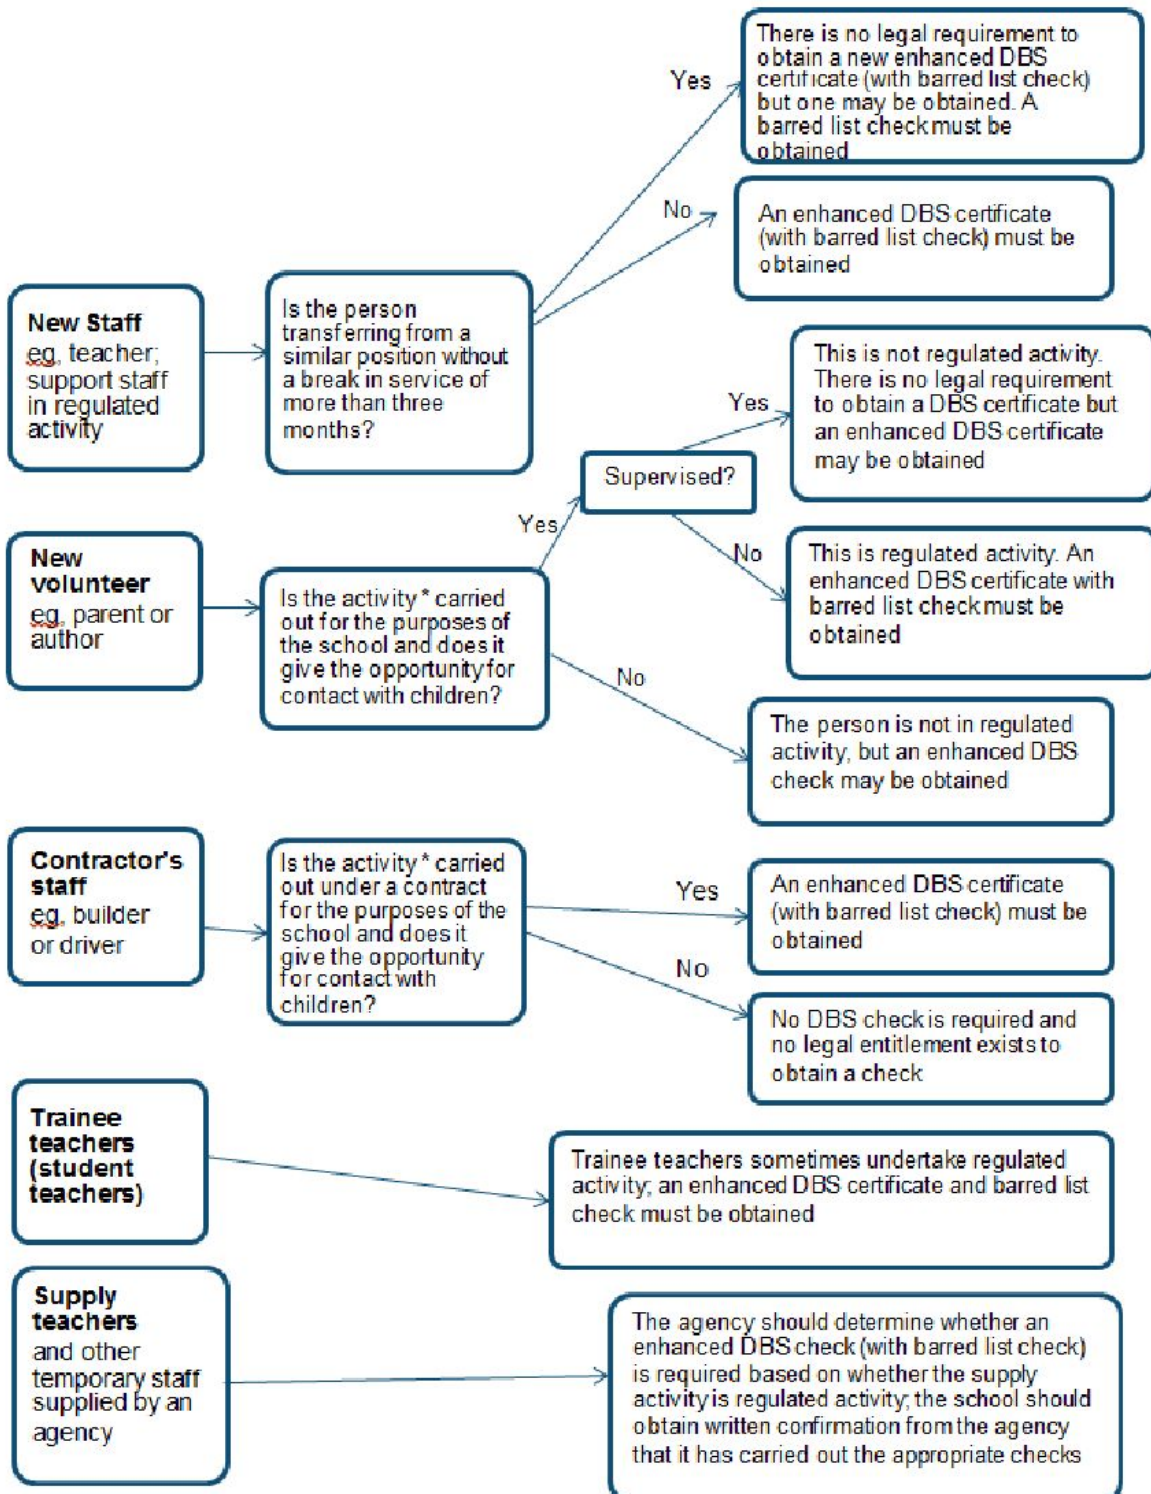 There is no legal requirement to
obtain a new enhanced DBS
certificate (with barred list check)
but one may be obtained. A
barred list check must be
obtained
Yes
No
An enhanced DBS certificate
(with barred list check) must be
obtained
New Staff
eg, teacher;
support staff
in regulated
activity
Is the person
transferring from a
similar position without
a break in service of
more than three
months?
This is not regulated activity.
There is no legal requirement
to obtain a DBS certificate but
an enhanced DBS certificate
may be obtained
Yes
Supervised?
Yes
No
This is regulated activity. An
enhanced DBS certificate with
barred list check must be
obtained
New
volunteer
eg, parent or
author
Is the activity * carried
out for the purposes of
the school and does it
give the opportunity for
contact with children?
No
The person is not in regulated
activity, but an enhanced DBS
check may be obtained
Contractor's
staff
eg, builder
or driver
Is the activity * carried
out under a contract
for the purposes of the
school and does it
give the opportunity
for contact with
children?
Yes
An enhanced DBS certificate
(with barred list check) must be
obtained
No
No DBS check is required and
no legal entitlement exists to
obtain a check
Trainee
teachers
(student
teachers)
Trainee teachers sometimes undertake regulated
activity; an enhanced DBS certificate and barred list
check must be obtained
Supply
teachers
and other
temporary staff
supplied by an
agency
The agency should determine whether an
enhanced DBS check (with barred list check)
is required based on whether the supply
activity is regulated activity; the school should
obtain written confirmation from the agency
that it has carried out the appropriate checks